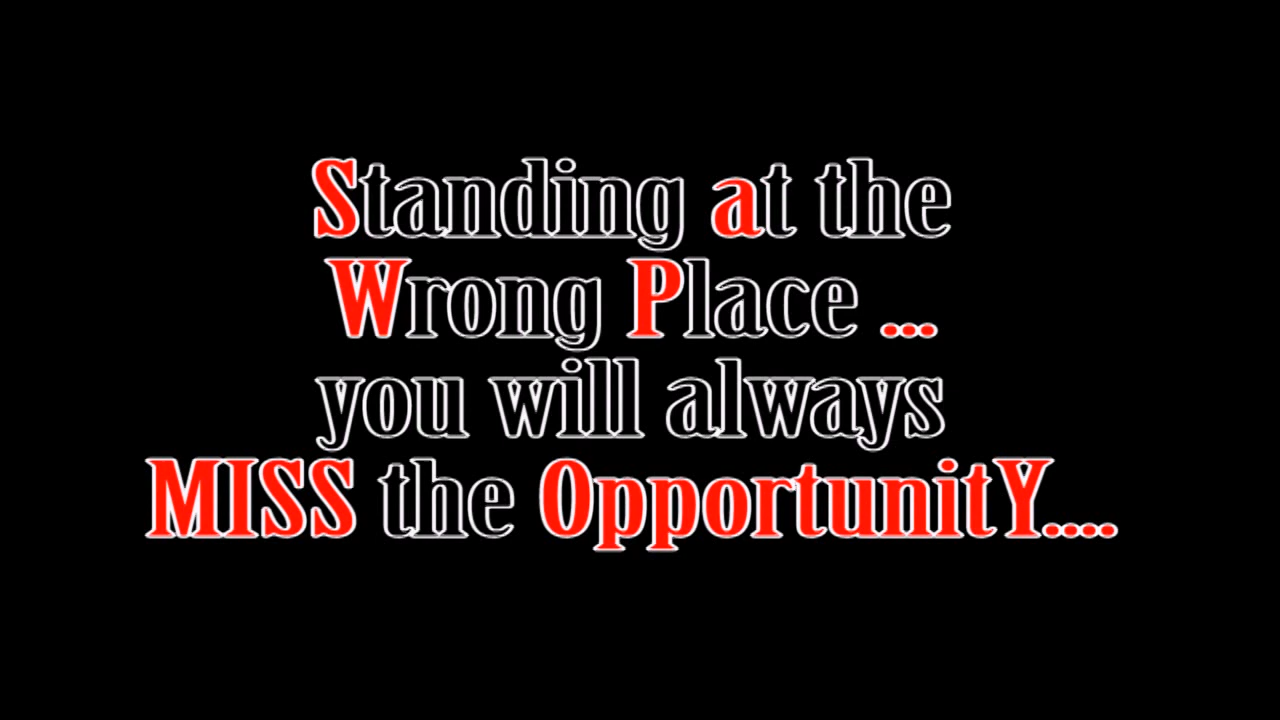 Standing at the
Wrong Place ...
you will always
MISS the OpportunitY....